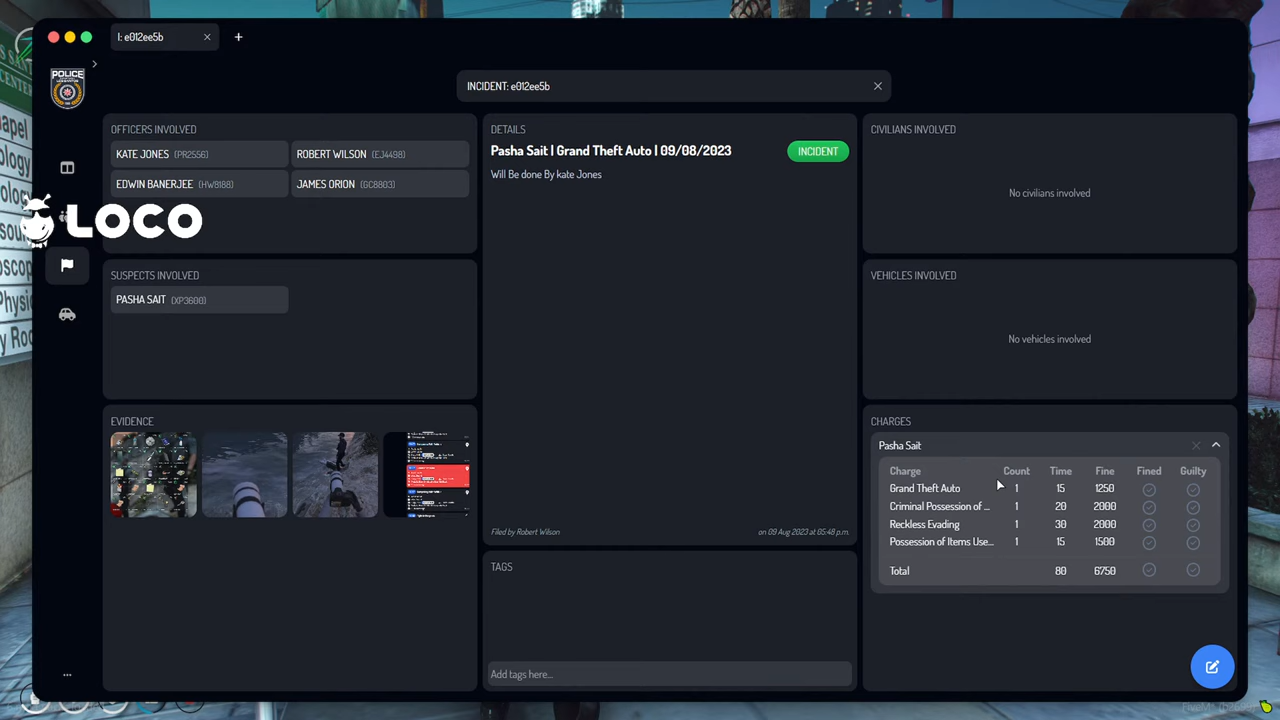 I: e012ee5b
POLICE
INCIDENT: e012ee5b
OFFICERS INVOLVED
KATE JONES (PR2556)
ROBERT WILSON (EJ4498)
EDWIN BANERJEE (HW8188)
JAMES ORION (GC8803)
LOCO
SUSPECTS INVOLVED
PASHA SAIT (XP3600)
EVIDENCE
DETAILS
Pasha Sait | Grand Theft Auto | 09/08/2023
INCIDENT
Will Be done By kate Jones
Filed by Robert Wilson
on 09 Aug 2023 at 05:48 p.m.
TAGS
Add tags here...
CIVILIANS INVOLVED
No civilians involved
VEHICLES INVOLVED
No vehicles involved
CHARGES
Pasha Sait
Charge Count Time Fine Fined Guilty
Grand Theft Auto 1 15 1250
Criminal Possession of ... 1 20 2000
Reckless Evading 1 30 2000
Possession of Items Use... 1 15 1500
Total 80 6750